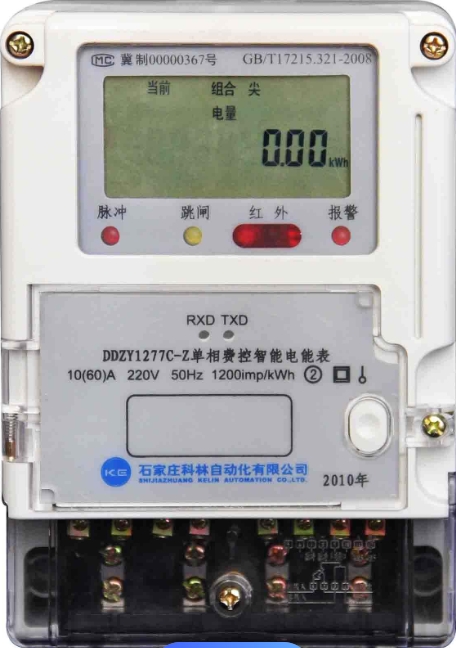 MC 冀制00000367号 GB/T17215.321-2008
当前 组合 尖
电量
0.00 kWh
脉冲 跳闸 红外 报警
RXD TXD
DDZY1277C-Z单相费控智能电能表
10(60)A 220V 50Hz 1200imp/kWh ②
KE 石家庄科林自动化有限公司
SHIJIAZHUANG KELIN AUTOMATION CO.,LTD.
2010年